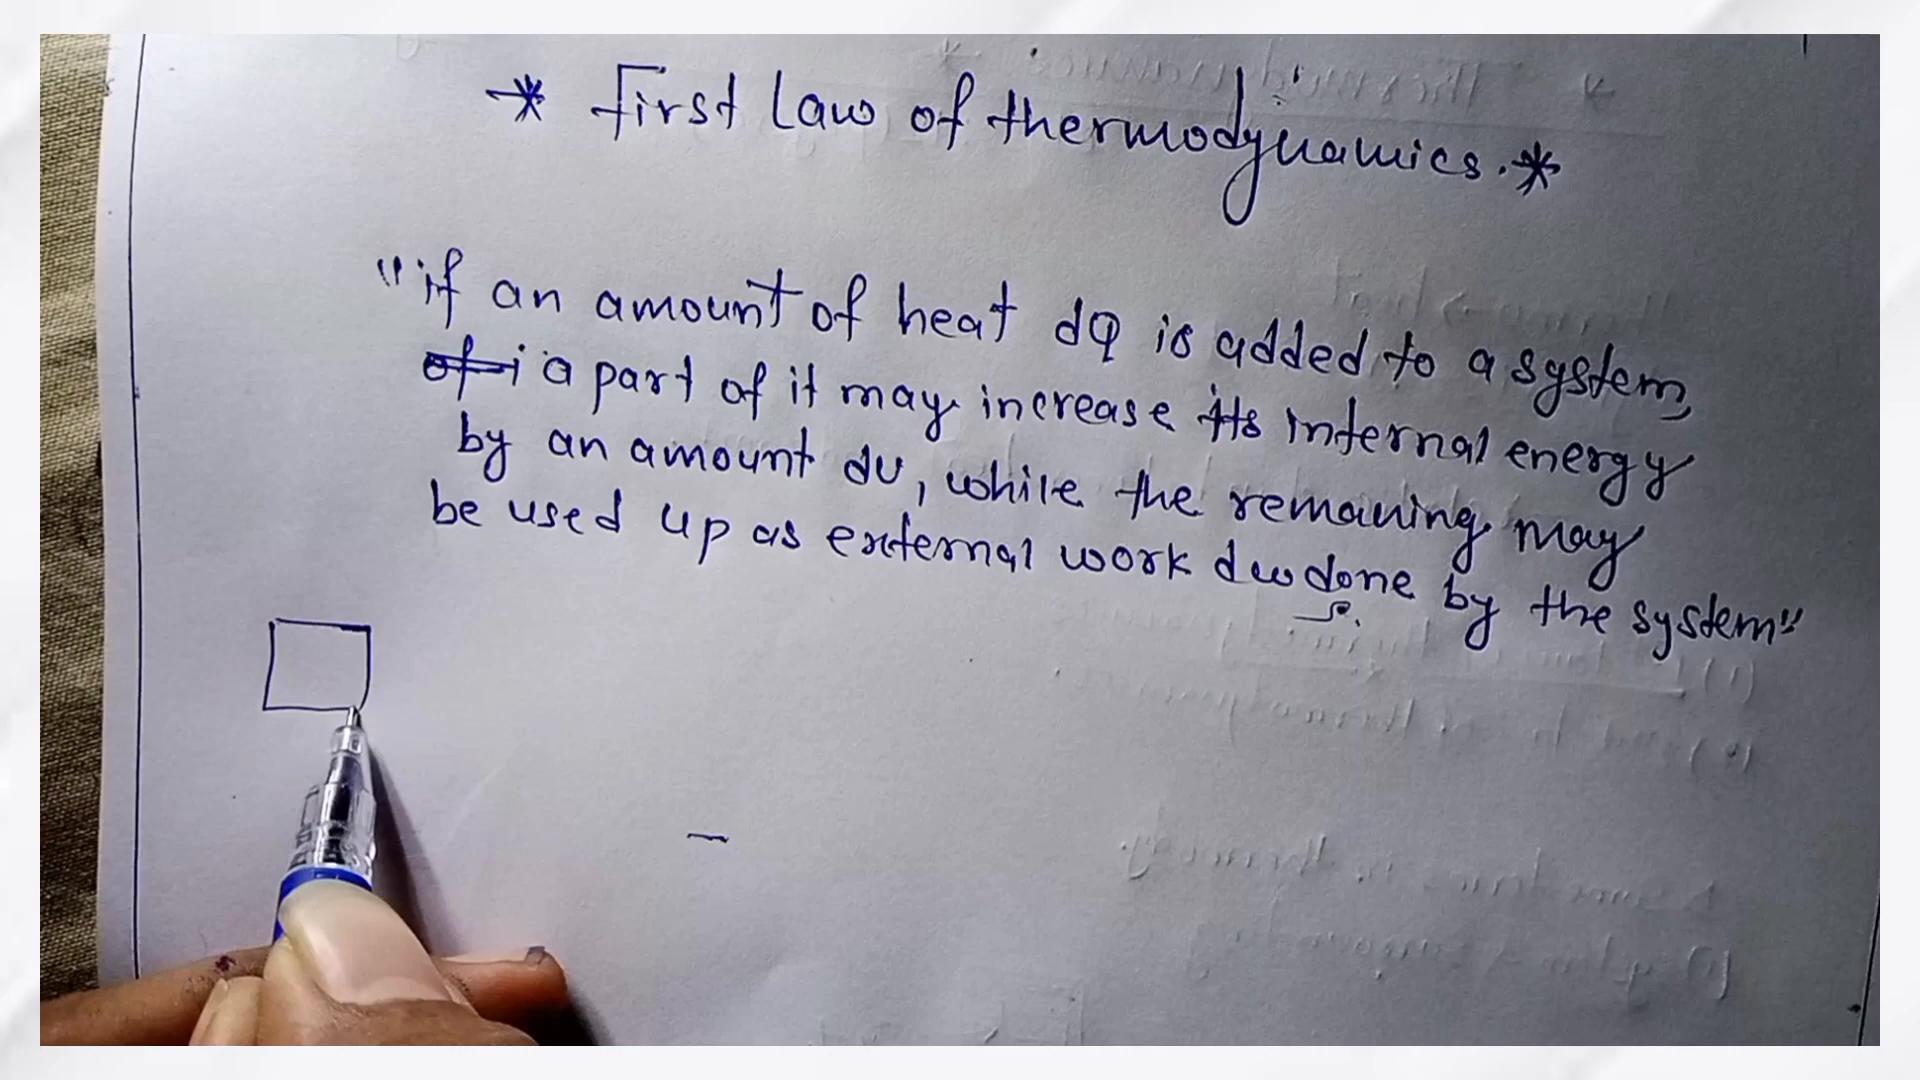 * First Law of thermodynamics.*
"if an amount of heat dQ is added to a system,
a part of it may increase its internal energy
by an amount du, while the remaining may
be used up as external work dw done by the system"